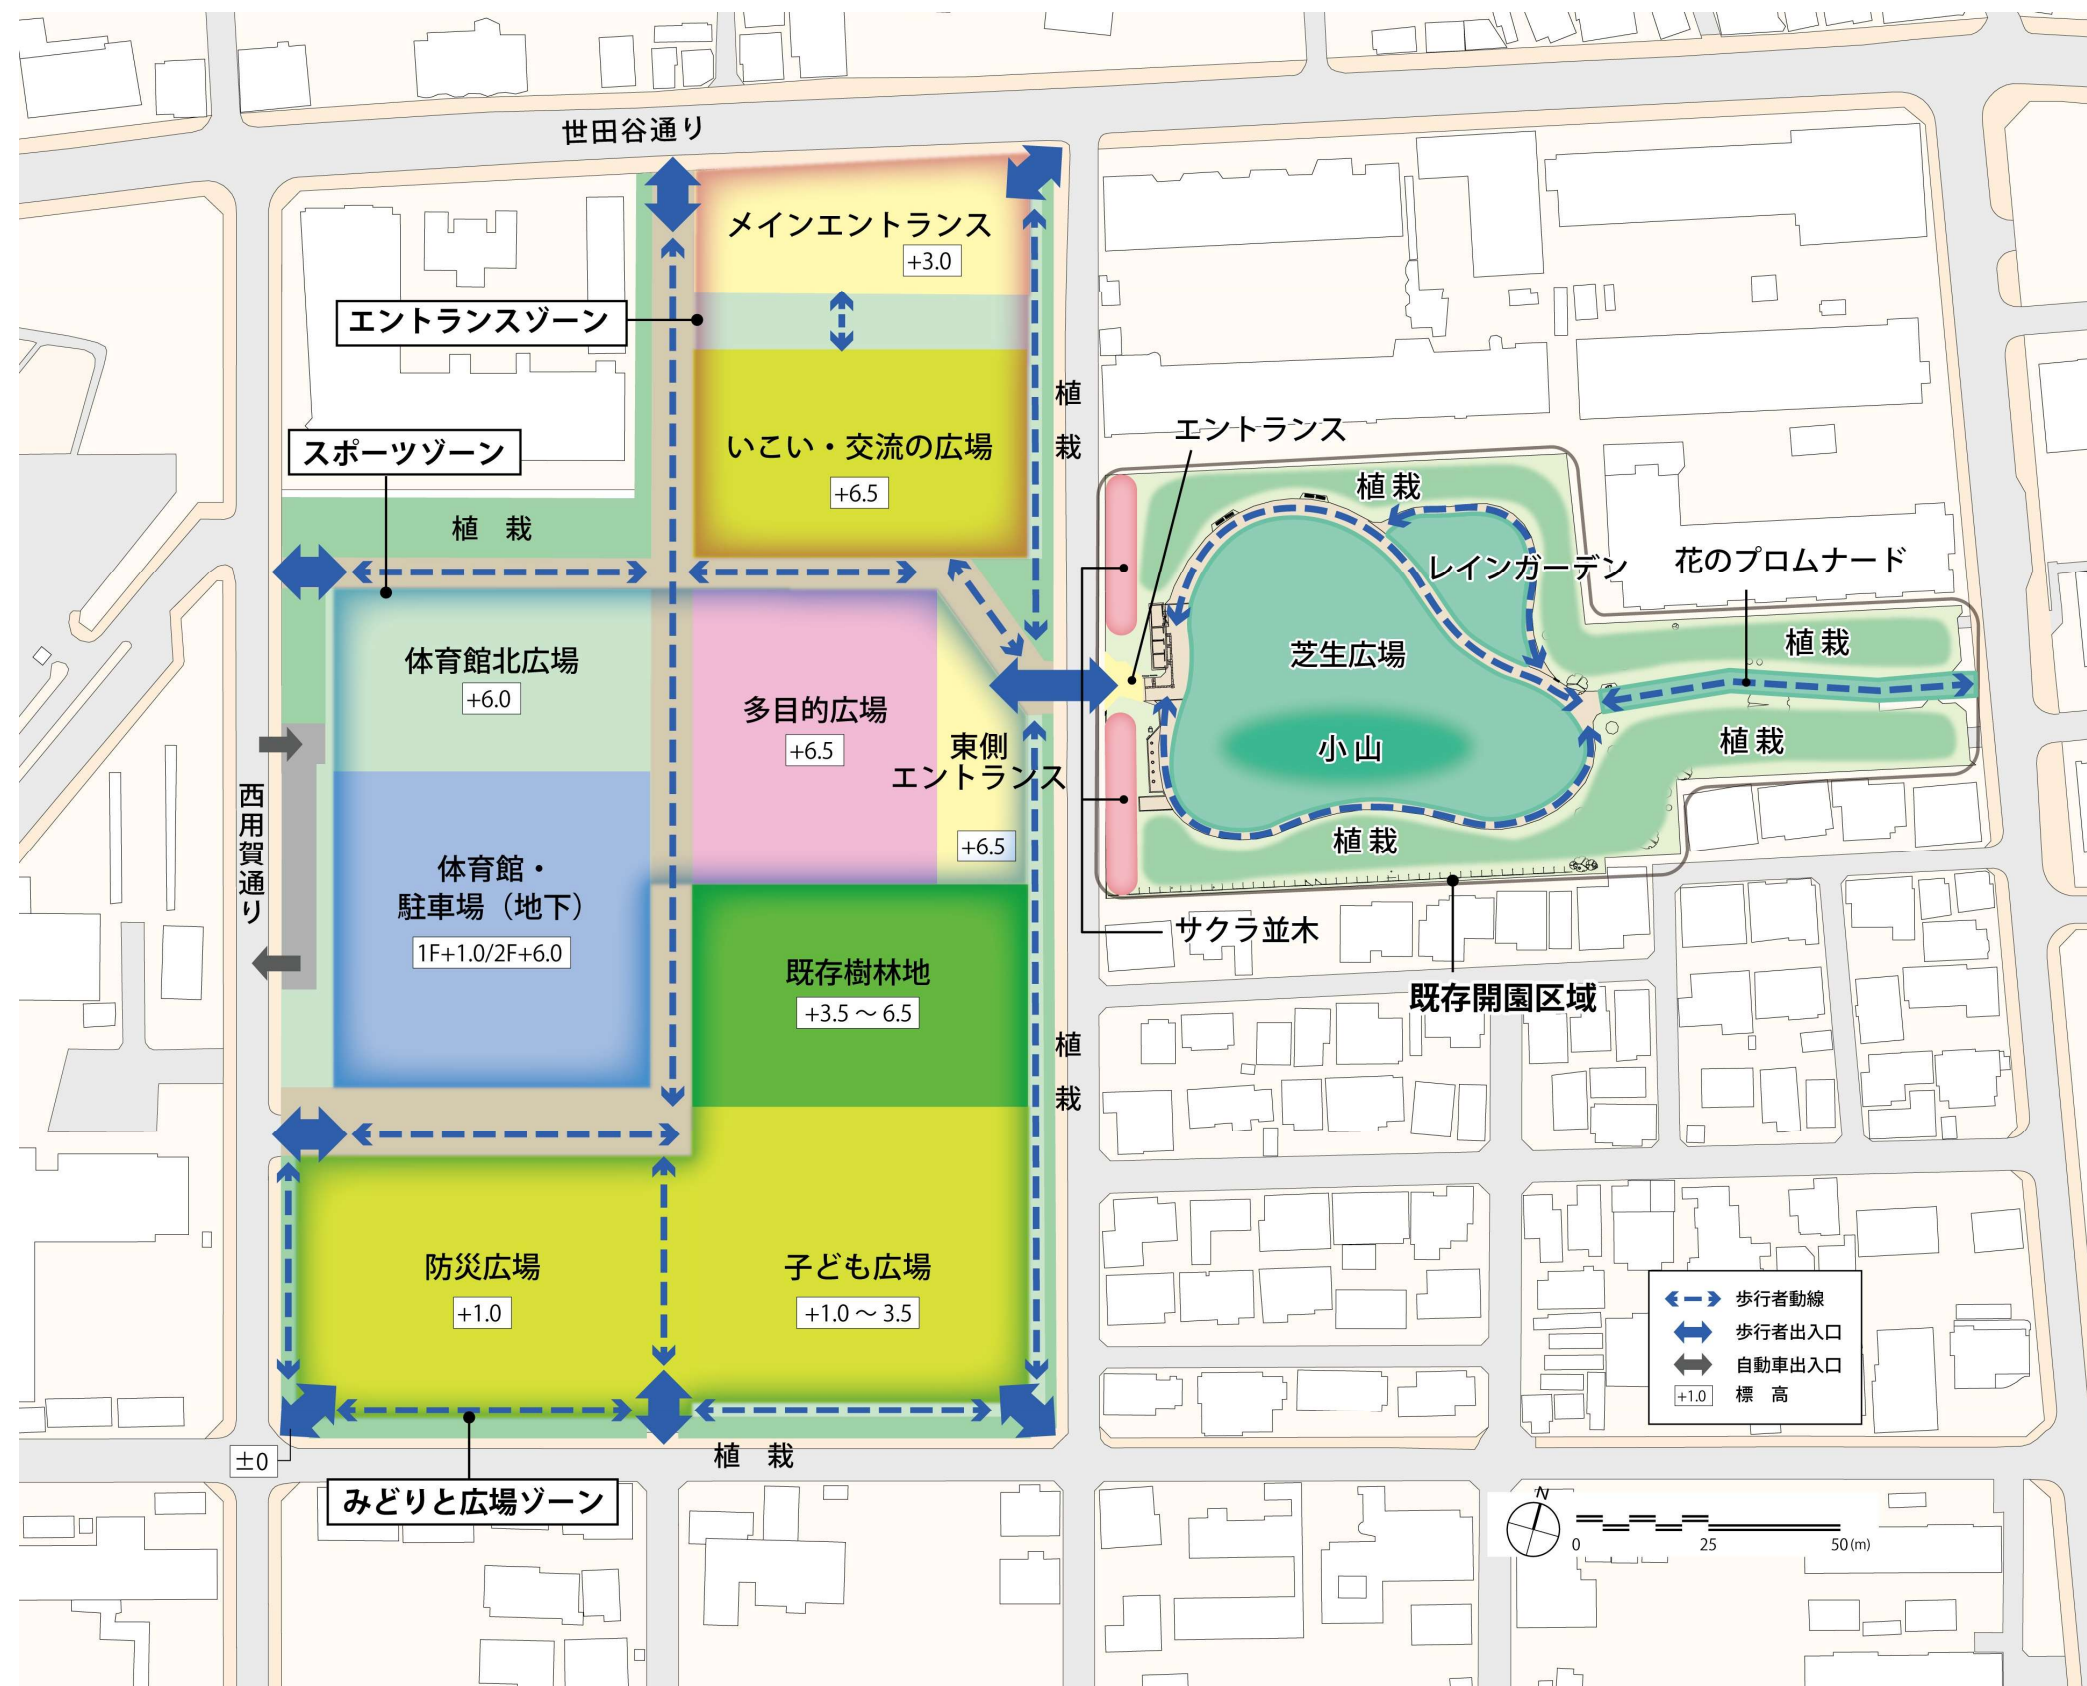 世田谷通り
メインエントランス
+3.0
エントランスゾーン
植栽
いこい・交流の広場
+6.5
スポーツゾーン
植 栽
エントランス
植栽
レインガーデン
花のプロムナード
芝生広場
植栽
小山
植栽
植栽
サクラ並木
既存開園区域
体育館北広場
+6.0
多目的広場
+6.5
東側
エントランス
+6.5
西用賀通り
体育館・
駐車場（地下）
1F+1.0/2F+6.0
既存樹林地
+3.5 ～ 6.5
植栽
防災広場
+1.0
子ども広場
+1.0 ～ 3.5
±0
植 栽
みどりと広場ゾーン
歩行者動線
歩行者出入口
自動車出入口
+1.0 標 高
N
0 25 50(m)